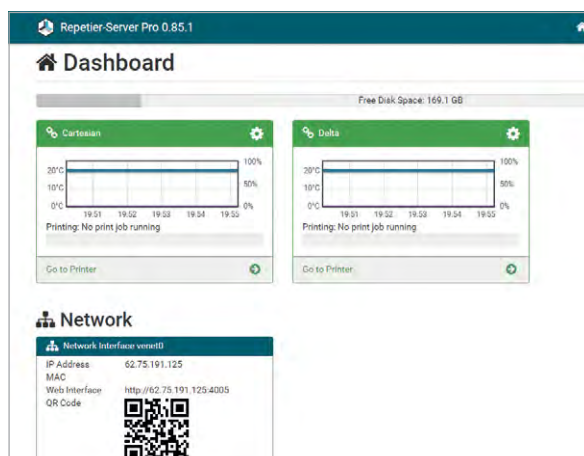 Repetier-Server Pro 0.85.1
Dashboard
Free Disk Space: 169.1 GB
Cartesian
Delta
20°C
10°C
0°C
100%
50%
0%
19:51 19:52 19:53 19:54 19:55
Printing: No print job running
Go to Printer
20°C
10°C
0°C
100%
50%
0%
19:51 19:52 19:53 19:54 19:55
Printing: No print job running
Go to Printer
Network
Network Interface venet0
IP Address 62.75.191.125
MAC
Web Interface http://62.75.191.125:4005
QR Code